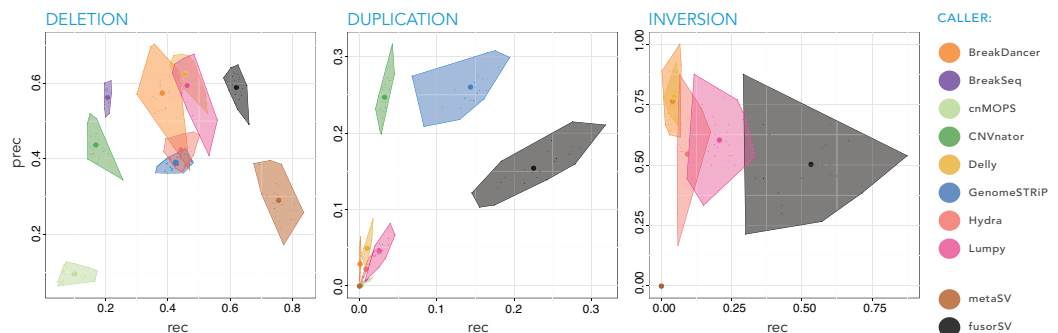 DELETION
DUPLICATION
INVERSION
CALLER:
prec
0.6
0.4
0.2
0.2
0.4
0.6
0.8
rec
0.3
0.2
0.1
0.0
0.0
0.1
0.2
0.3
rec
1.00
0.75
0.50
0.25
0.00
0.00
0.25
0.50
0.75
rec
BreakDancer
BreakSeq
cnMOPS
CNVnator
Delly
GenomeSTRiP
Hydra
Lumpy
metaSV
fusorSV